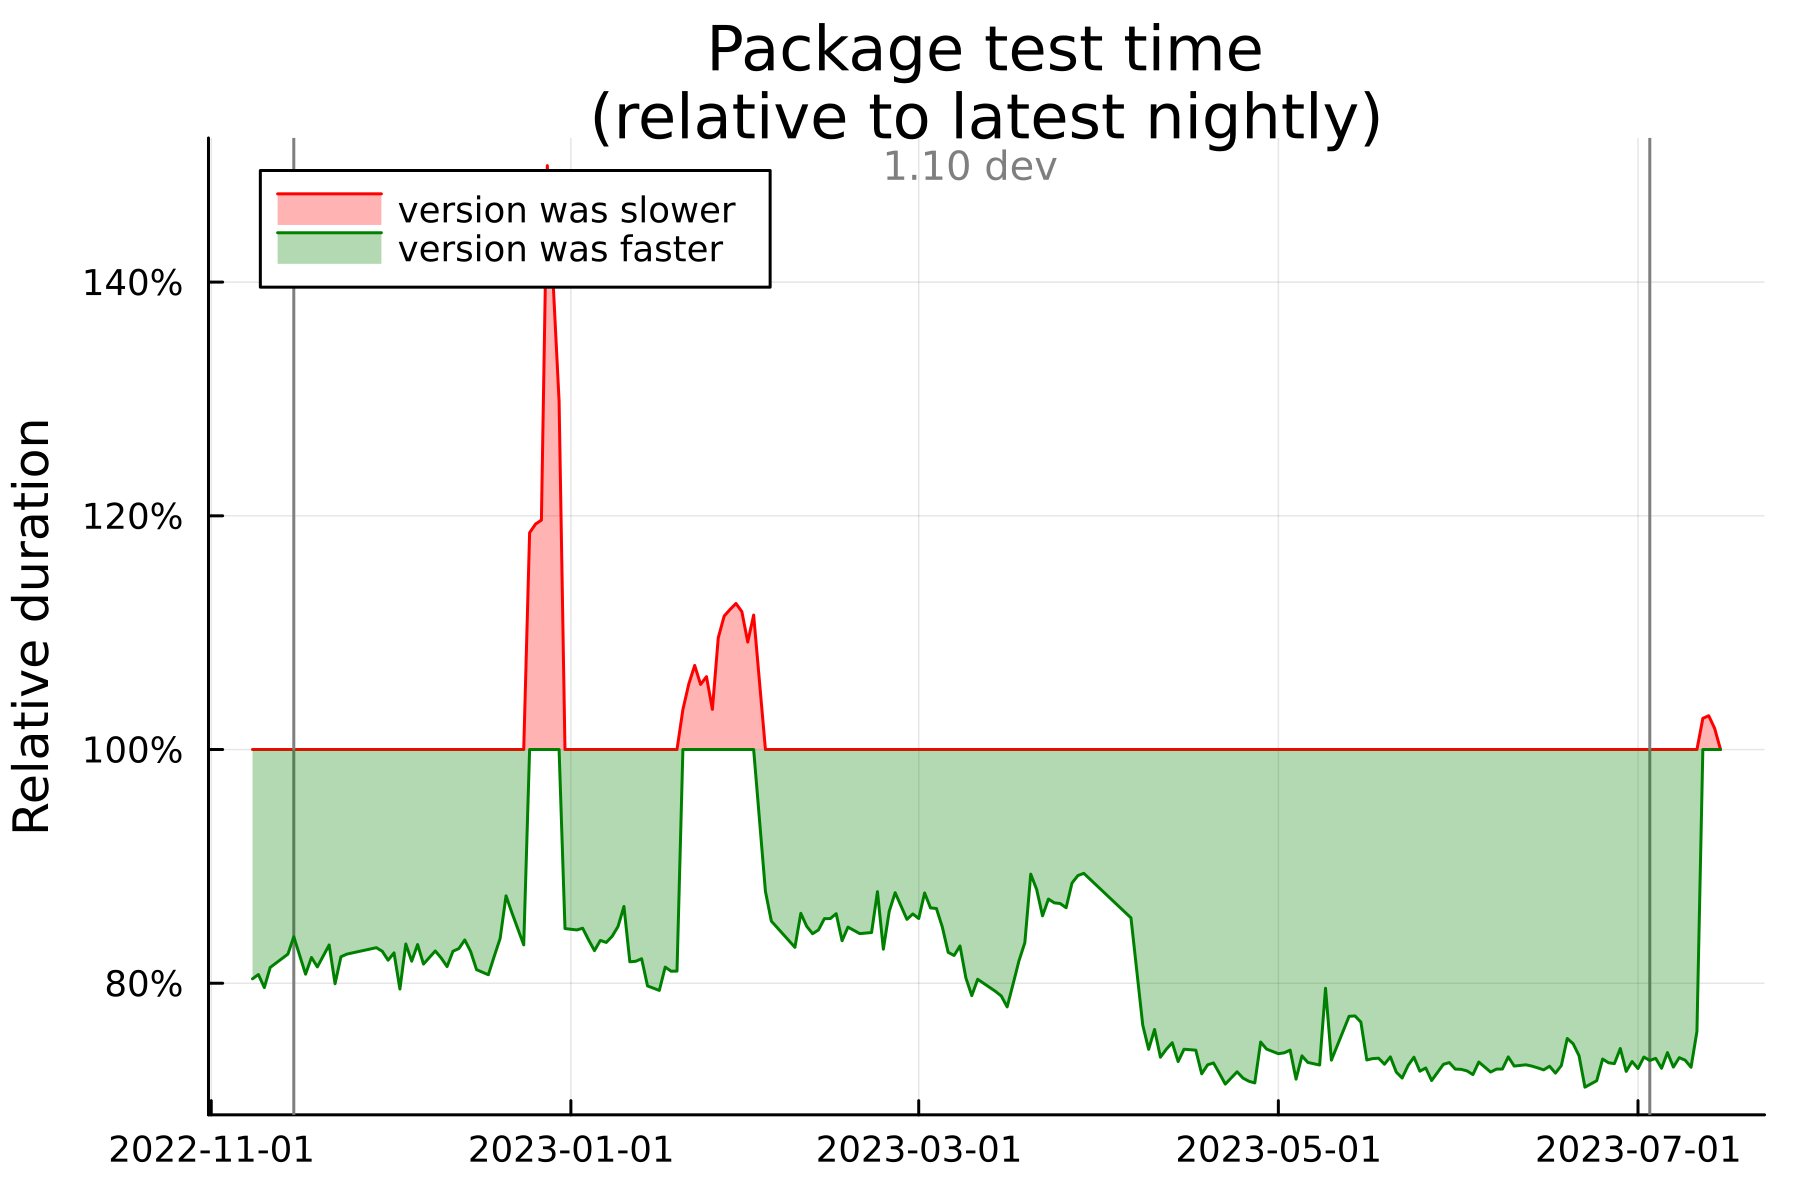 Package test time
(relative to latest nightly)
1.10 dev
version was slower
version was faster
140%
120%
100%
80%
Relative duration
2022-11-01
2023-01-01
2023-03-01
2023-05-01
2023-07-01